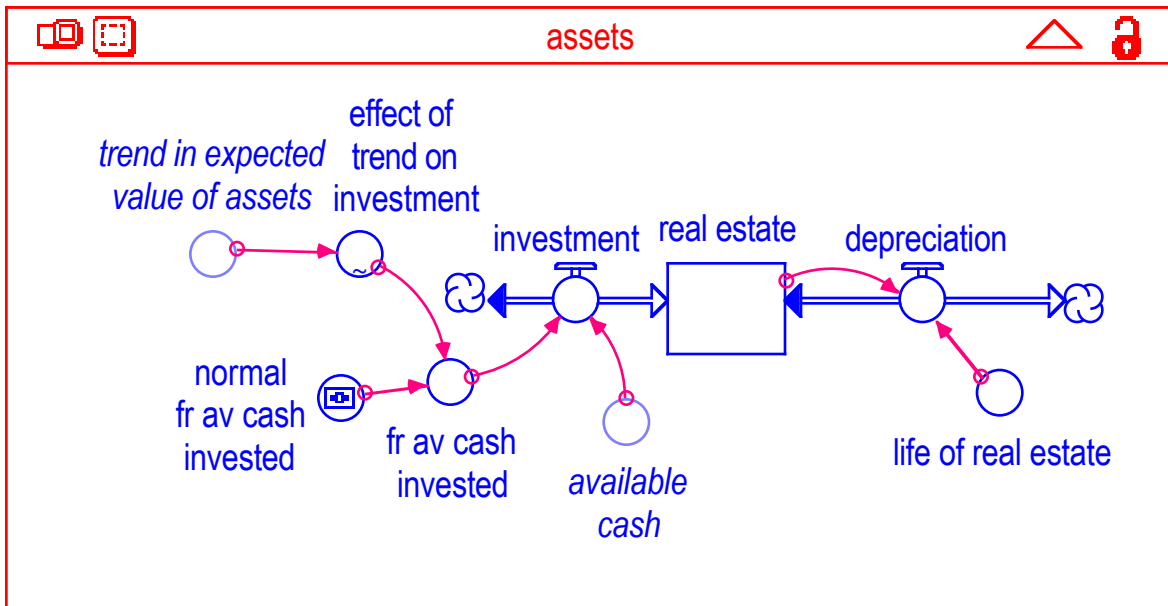 assets
effect of
trend on
investment
trend in expected
value of assets
investment
real estate
depreciation
~
normal
fr av cash
invested
fr av cash
invested
available
cash
life of real estate